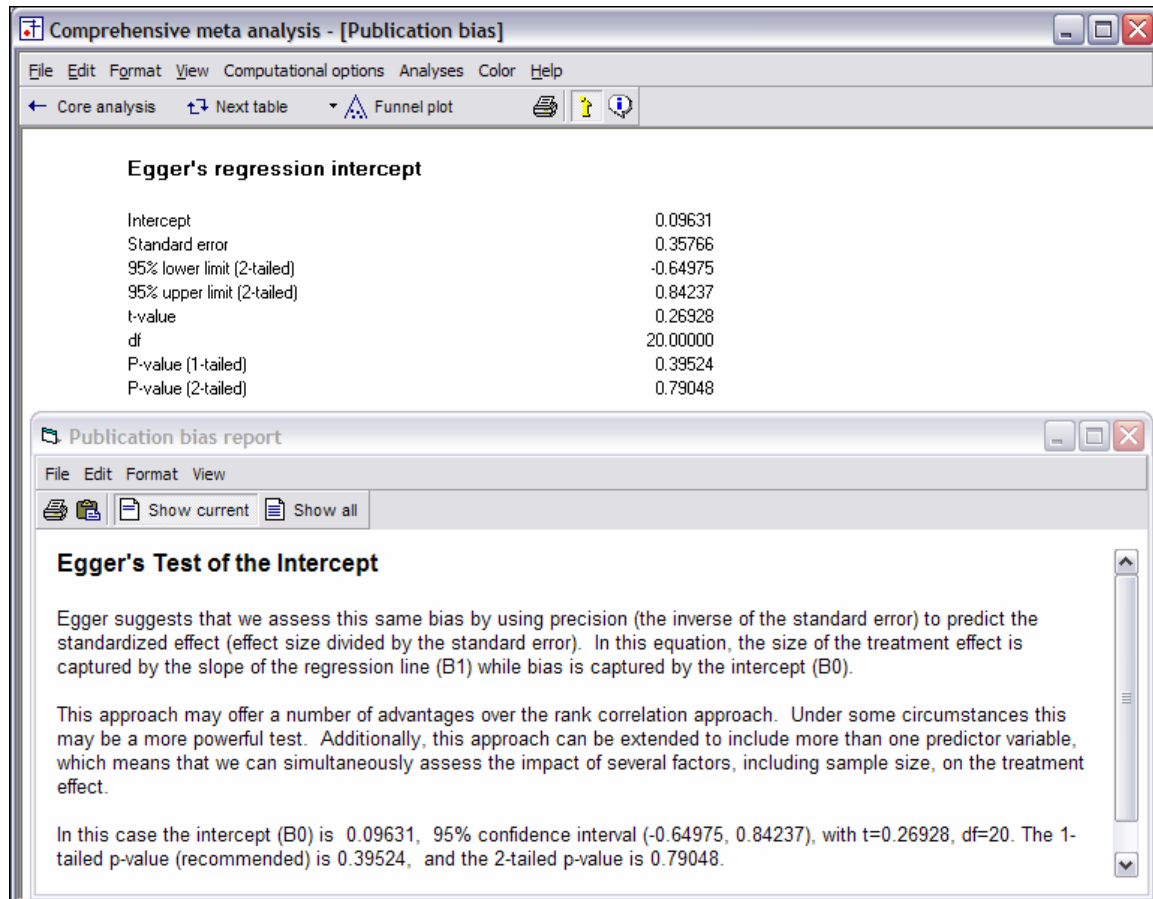 Comprehensive meta analysis - [Publication bias]
File Edit Format View Computational options Analyses Color Help
Core analysis Next table Funnel plot
Egger's regression intercept
Intercept 0.09631
Standard error 0.35766
95% lower limit (2-tailed) -0.64975
95% upper limit (2-tailed) 0.84237
t-value 0.26928
df 20.00000
P-value (1-tailed) 0.39524
P-value (2-tailed) 0.79048
Publication bias report
File Edit Format View
Show current Show all
Egger's Test of the Intercept
Egger suggests that we assess this same bias by using precision (the inverse of the standard error) to predict the
standardized effect (effect size divided by the standard error). In this equation, the size of the treatment effect is
captured by the slope of the regression line (B1) while bias is captured by the intercept (B0).
This approach may offer a number of advantages over the rank correlation approach. Under some circumstances this
may be a more powerful test. Additionally, this approach can be extended to include more than one predictor variable,
which means that we can simultaneously assess the impact of several factors, including sample size, on the treatment
effect.
In this case the intercept (B0) is 0.09631, 95% confidence interval (-0.64975, 0.84237), with t=0.26928, df=20. The 1-
tailed p-value (recommended) is 0.39524, and the 2-tailed p-value is 0.79048.